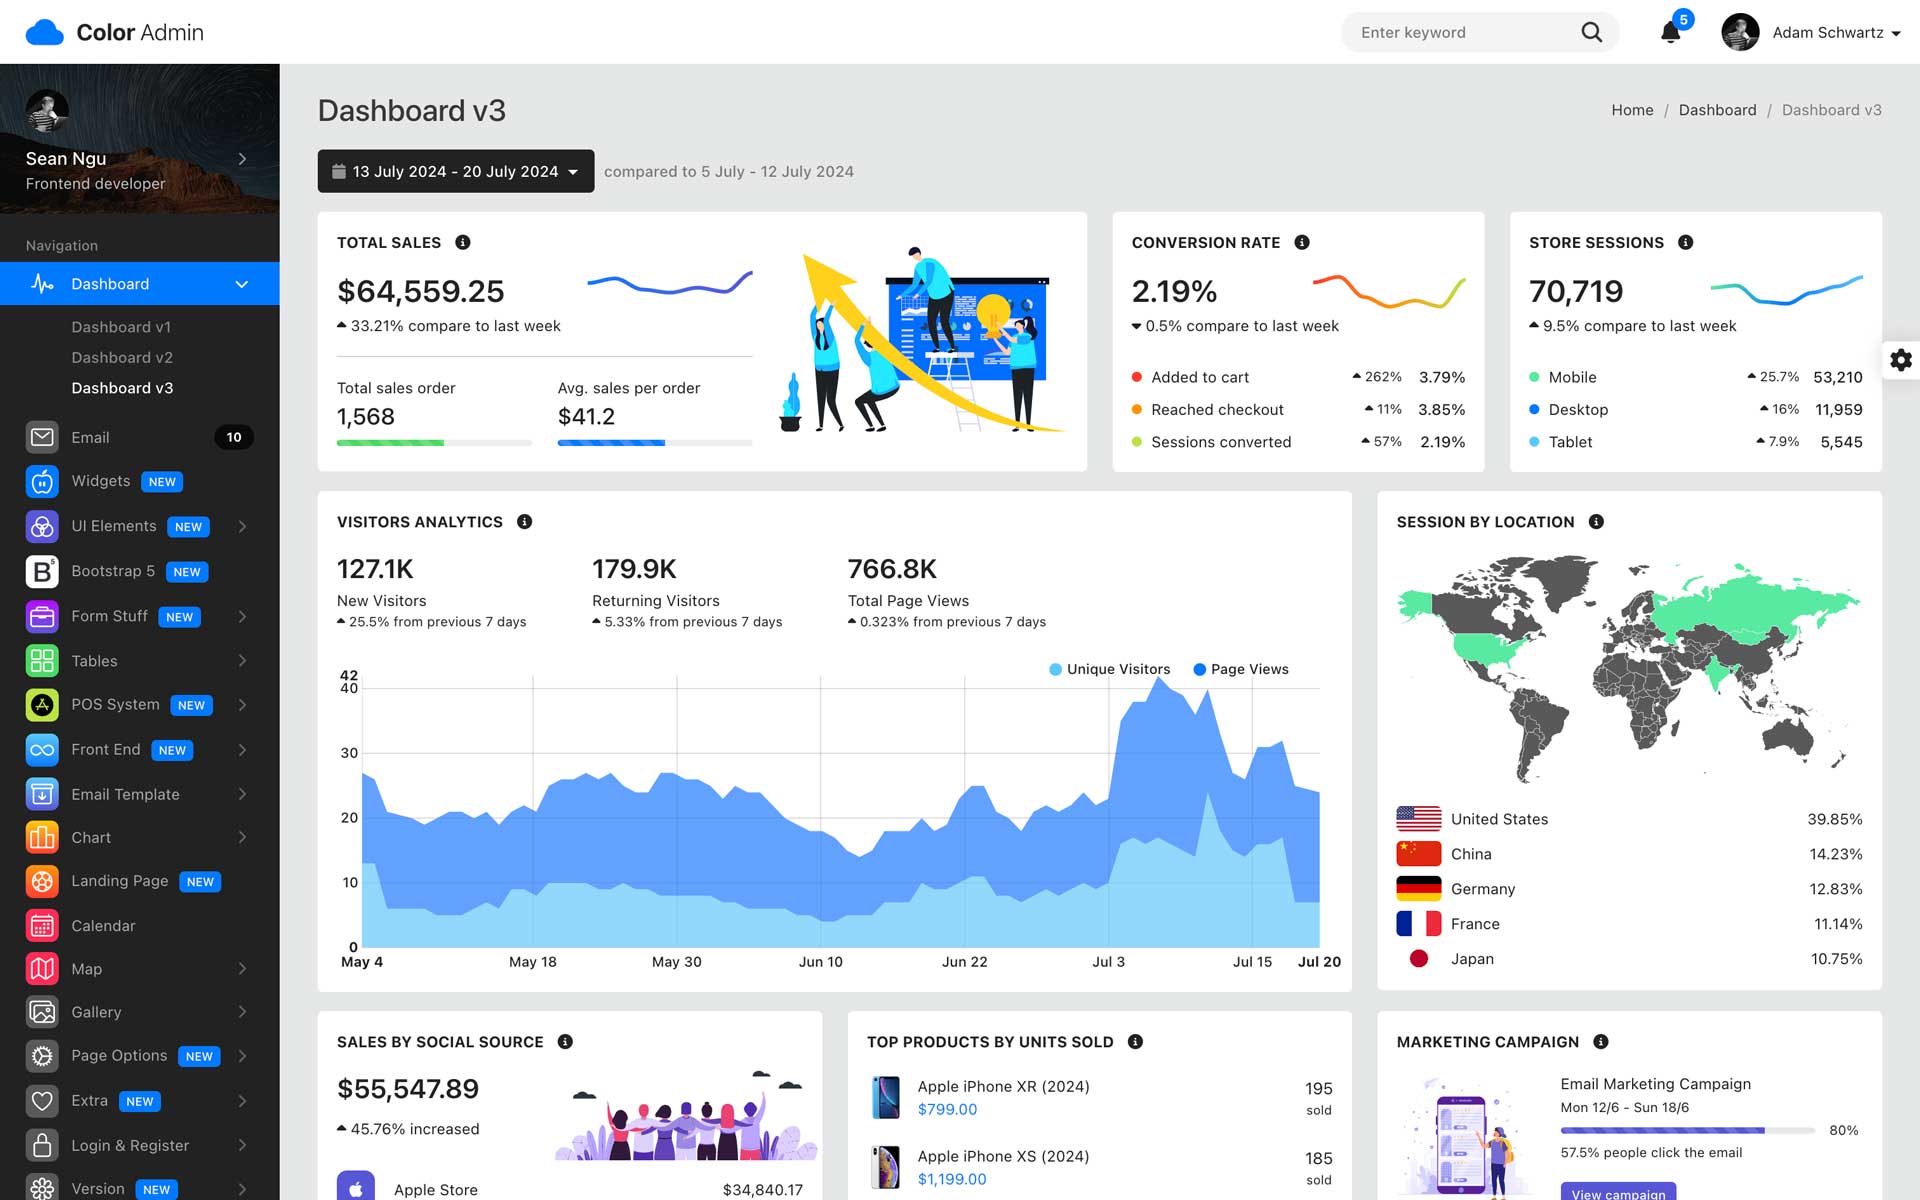 Color Admin
Enter keyword
5
Adam Schwartz
Sean Ngu
Frontend developer
Navigation
Dashboard
Dashboard v1
Dashboard v2
Dashboard v3
Email 10
Widgets NEW
UI Elements NEW
B5 Bootstrap 5 NEW
Form Stuff NEW
Tables
POS System NEW
Front End NEW
Email Template
Chart
Landing Page NEW
Calendar
Map
Gallery
Page Options NEW
Extra NEW
Login & Register
Version NEW
Dashboard v3
Home / Dashboard / Dashboard v3
13 July 2024 - 20 July 2024 compared to 5 July - 12 July 2024
TOTAL SALES
$64,559.25
33.21% compare to last week
Total sales order
1,568
Avg. sales per order
$41.2
CONVERSION RATE
2.19%
0.5% compare to last week
Added to cart 262% 3.79%
Reached checkout 11% 3.85%
Sessions converted 57% 2.19%
STORE SESSIONS
70,719
9.5% compare to last week
Mobile 25.7% 53,210
Desktop 16% 11,959
Tablet 7.9% 5,545
VISITORS ANALYTICS
127.1K
New Visitors
25.5% from previous 7 days
179.9K
Returning Visitors
5.33% from previous 7 days
766.8K
Total Page Views
0.323% from previous 7 days
Unique Visitors Page Views
42
40
30
20
10
0
May 4 May 18 May 30 Jun 10 Jun 22 Jul 3 Jul 15 Jul 20
SESSION BY LOCATION
United States 39.85%
China 14.23%
Germany 12.83%
France 11.14%
Japan 10.75%
SALES BY SOCIAL SOURCE
$55,547.89
45.76% increased
Apple Store $34,840.17
TOP PRODUCTS BY UNITS SOLD
Apple iPhone XR (2024) 195
$799.00 sold
Apple iPhone XS (2024) 185
$1,199.00 sold
MARKETING CAMPAIGN
Email Marketing Campaign
Mon 12/6 - Sun 18/6
80%
57.5% people click the email
View campaign